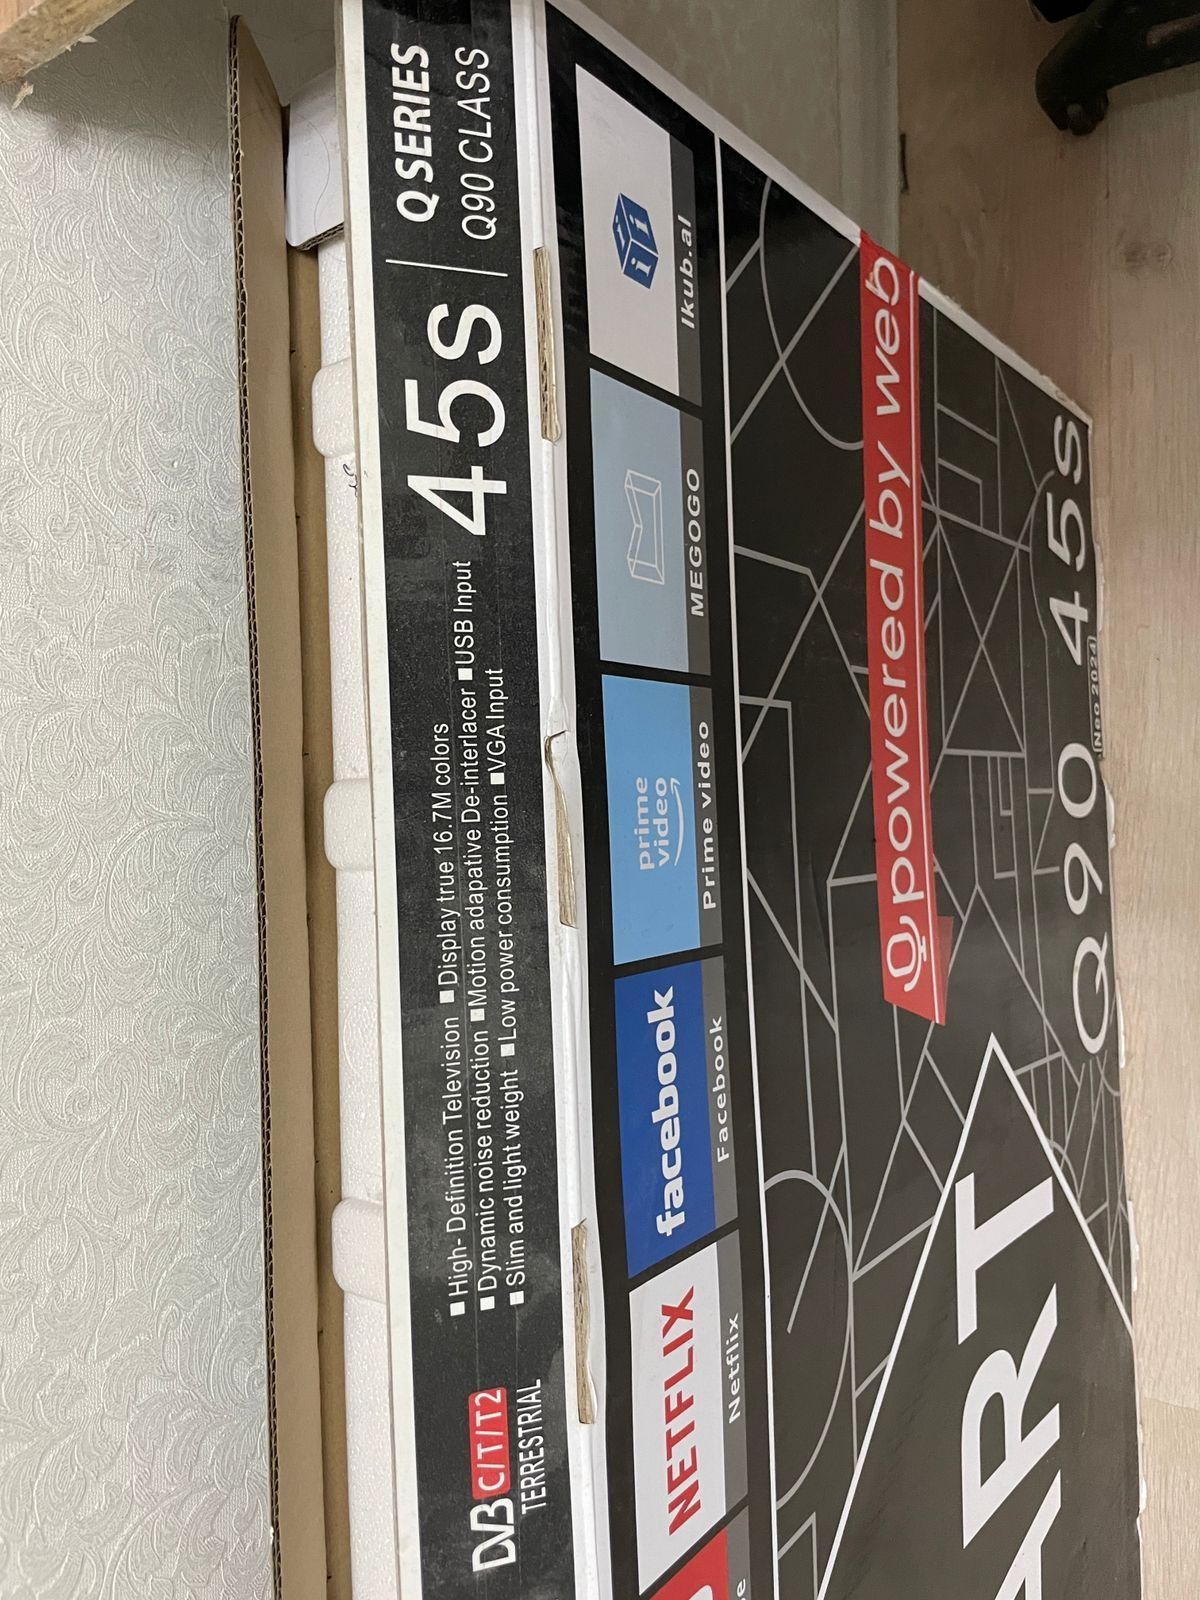 Q SERIES
Q90 CLASS
45s
■High- Definition Television ■Display true 16.7M colors
■Dynamic noise reduction ■Motion adapative De-interlacer ■USB Input
■Slim and light weight ■Low power consumption ■VGA Input
DVB C/T/T2
TERRESTRIAL
NETFLIX
Netflix
facebook
Facebook
prime
video
Prime video
MEGOGO
i i i
Ikub.al
powered by web
ART
Q90 45s
Neo 2024